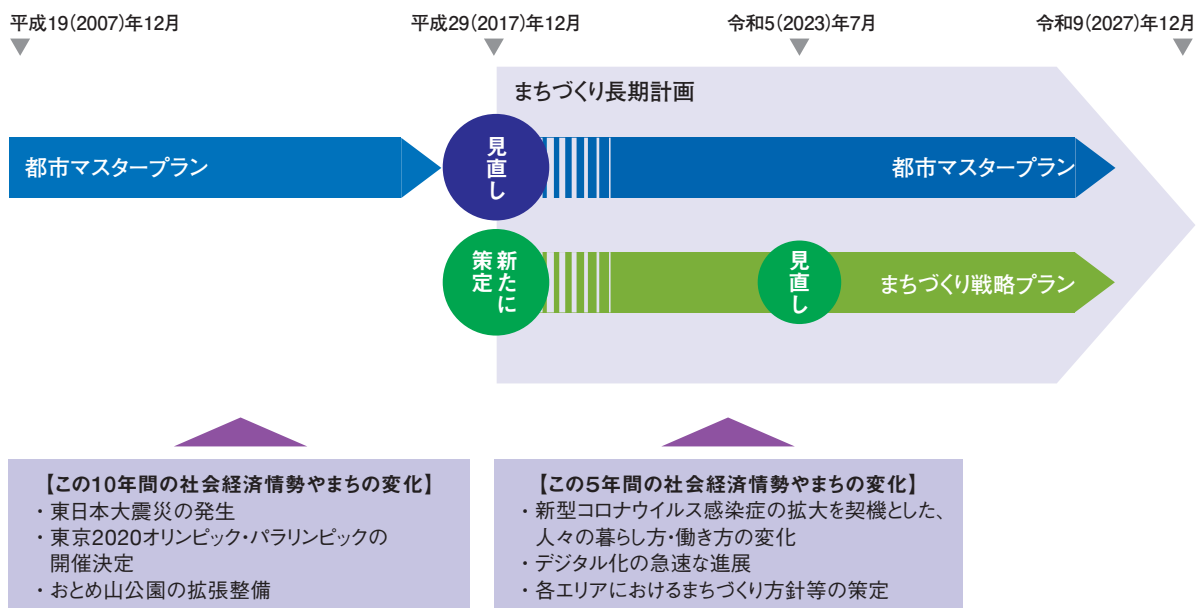 平成19(2007)年12月
平成29(2017)年12月
令和5(2023)年7月
令和9(2027)年12月
まちづくり長期計画
都市マスタープラン
見直し
都市マスタープラン
新たに
策定
見直し
まちづくり戦略プラン
【この10年間の社会経済情勢やまちの変化】
・東日本大震災の発生
・東京2020オリンピック・パラリンピックの
開催決定
・おとめ山公園の拡張整備
【この5年間の社会経済情勢やまちの変化】
・新型コロナウイルス感染症の拡大を契機とした、
人々の暮らし方・働き方の変化
・デジタル化の急速な進展
・各エリアにおけるまちづくり方針等の策定